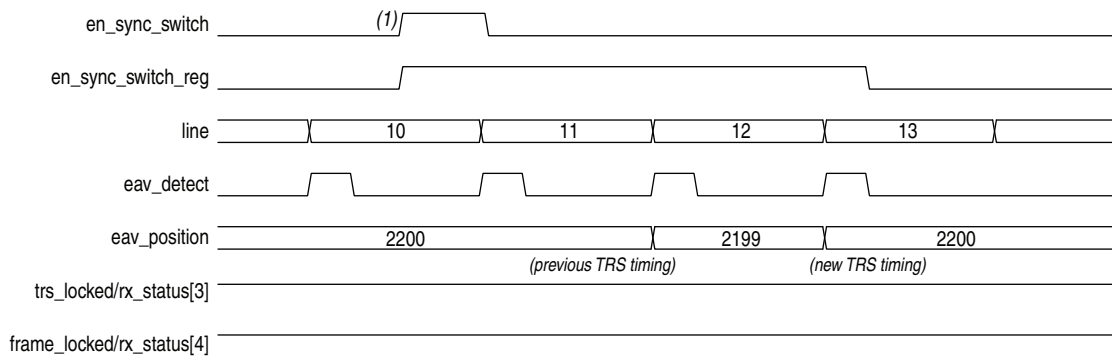 en_sync_switch (1)
en_sync_switch_reg
line 10 11 12 13
eav_detect
eav_position 2200 2199 2200
(previous TRS timing) (new TRS timing)
trs_locked/rx_status[3]
frame_locked/rx_status[4]